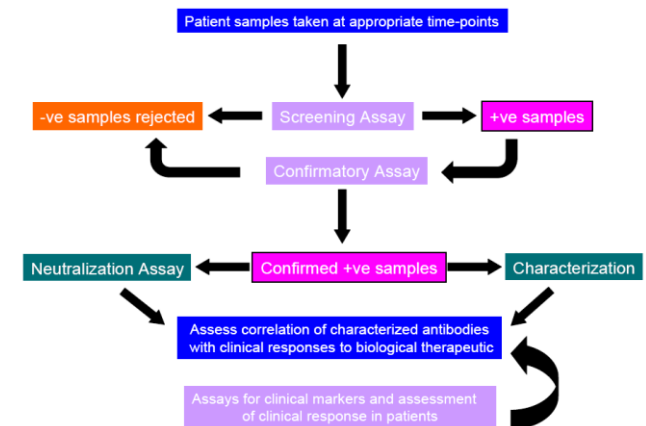 Patient samples taken at appropriate time-points
-ve samples rejected
Screening Assay
+ve samples
Confirmatory Assay
Neutralization Assay
Confirmed +ve samples
Characterization
Assess correlation of characterized antibodies
with clinical responses to biological therapeutic
Assays for clinical markers and assessment
of clinical response in patients